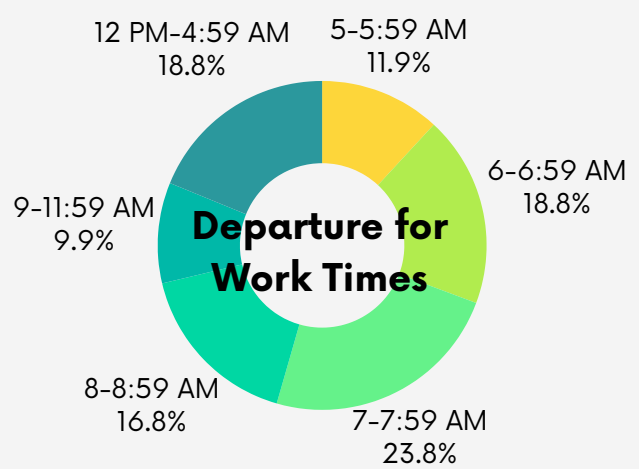 12 PM-4:59 AM
18.8%
5-5:59 AM
11.9%
6-6:59 AM
18.8%
9-11:59 AM
9.9%
Departure for
Work Times
8-8:59 AM
16.8%
7-7:59 AM
23.8%